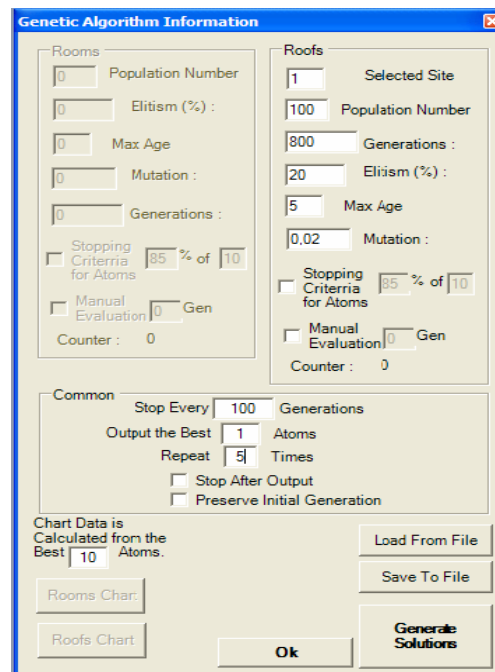 Genetic Algorithm Information
Rooms
0 Population Number
0 Elitism (%) :
0 Max Age
0 Mutation :
0 Generations :
Stopping
Criterria 85 % of 10
for Atoms
Manual
Evaluation 0 Gen
Counter : 0
Roofs
1 Selected Site
100 Population Number
800 Generations :
20 Elitism (%) :
5 Max Age
0,02 Mutation :
Stopping
Criterria 85 % of 10
for Atoms
Manual
Evaluation 0 Gen
Counter : 0
Common
Stop Every 100 Generations
Output the Best 1 Atoms
Repeat 5 Times
Stop After Output
Preserve Initial Generation
Chart Data is
Calculated from the
Best 10 Atoms.
Rooms Chart
Roofs Chart
Load From File
Save To File
Ok
Generate
Solutions